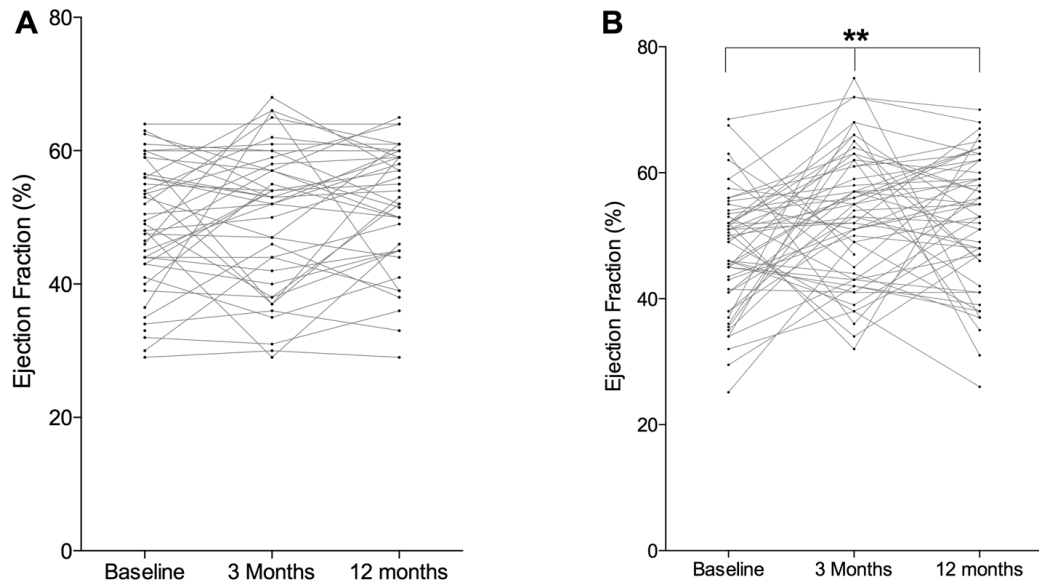 A
Ejection Fraction (%)
80
60
40
20
0
Baseline 3 Months 12 months
B
**
Ejection Fraction (%)
80
60
40
20
0
Baseline 3 Months 12 months